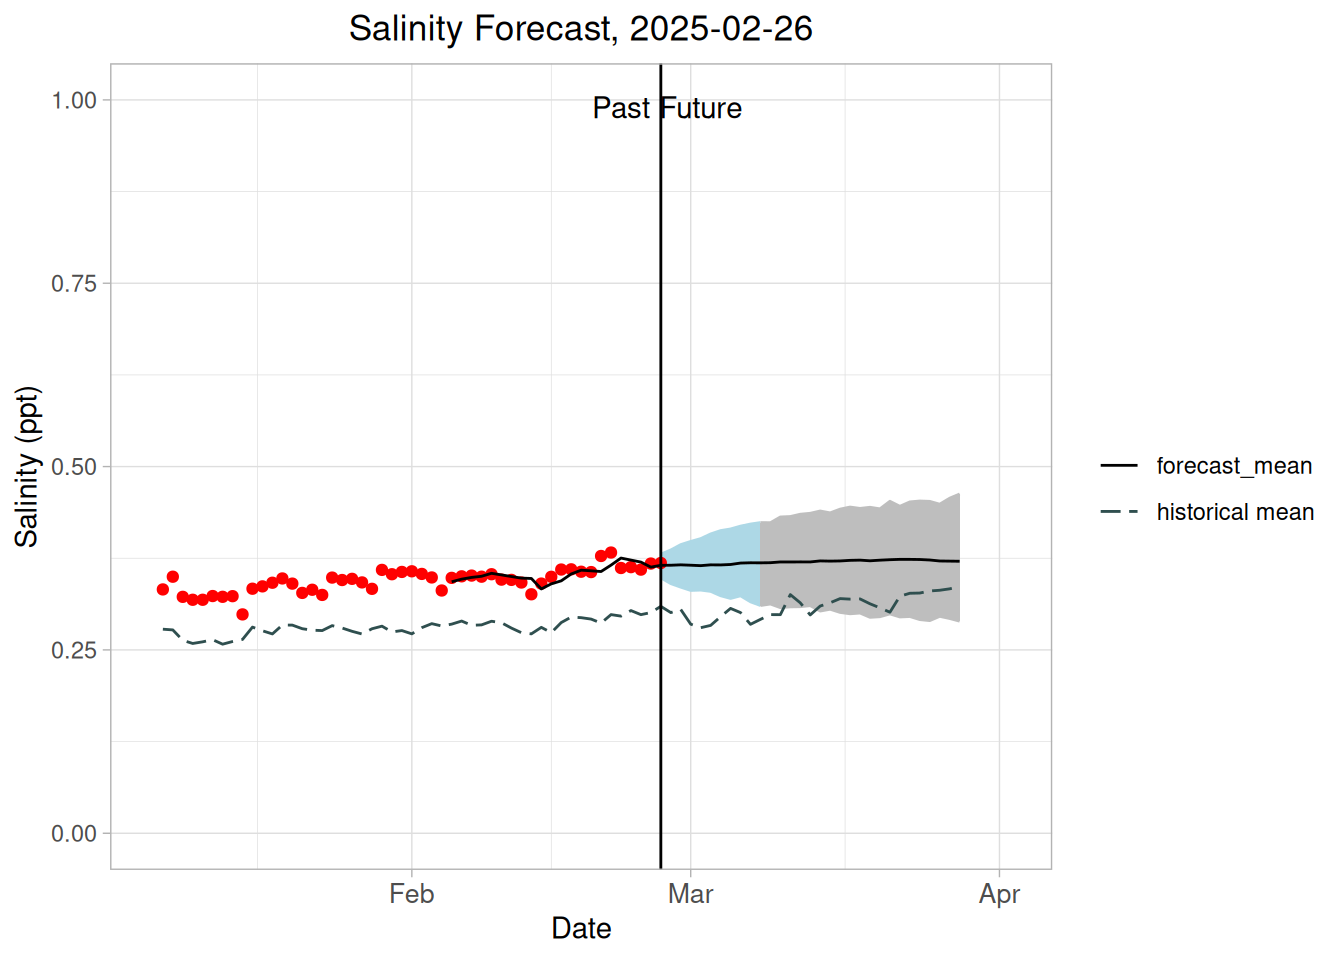 Salinity Forecast, 2025-02-26
Past Future
1.00
0.75
0.50
0.25
0.00
Salinity (ppt)
Feb Mar Apr
Date
forecast_mean
historical mean